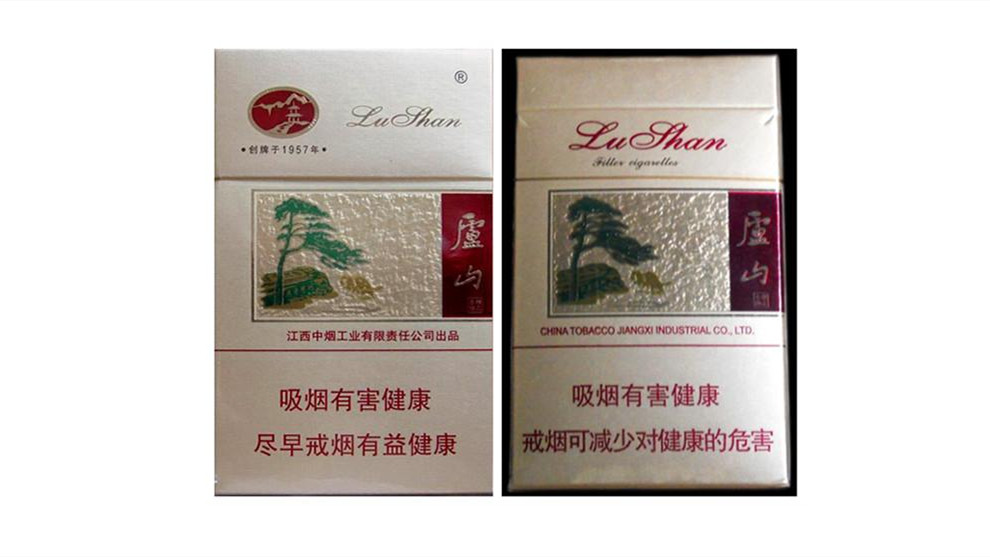 ®
LuShan
•创牌于1957年•
盧山
江西中烟工业有限责任公司出品
吸烟有害健康
尽早戒烟有益健康
LuShan
Filter cigarettes
盧山
CHINA TOBACCO JIANGXI INDUSTRIAL CO., LTD.
吸烟有害健康
戒烟可减少对健康的危害